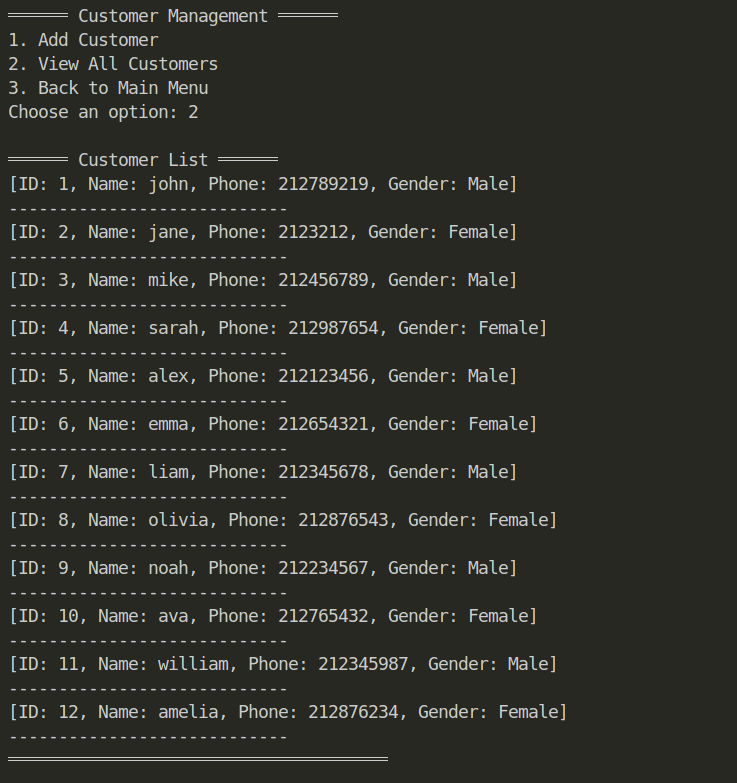 ══════ Customer Management ══════
1. Add Customer
2. View All Customers
3. Back to Main Menu
Choose an option: 2
══════ Customer List ══════
[ID: 1, Name: john, Phone: 212789219, Gender: Male]
----------------------------
[ID: 2, Name: jane, Phone: 2123212, Gender: Female]
----------------------------
[ID: 3, Name: mike, Phone: 212456789, Gender: Male]
----------------------------
[ID: 4, Name: sarah, Phone: 212987654, Gender: Female]
----------------------------
[ID: 5, Name: alex, Phone: 212123456, Gender: Male]
----------------------------
[ID: 6, Name: emma, Phone: 212654321, Gender: Female]
----------------------------
[ID: 7, Name: liam, Phone: 212345678, Gender: Male]
----------------------------
[ID: 8, Name: olivia, Phone: 212876543, Gender: Female]
----------------------------
[ID: 9, Name: noah, Phone: 212234567, Gender: Male]
----------------------------
[ID: 10, Name: ava, Phone: 212765432, Gender: Female]
----------------------------
[ID: 11, Name: william, Phone: 212345987, Gender: Male]
----------------------------
[ID: 12, Name: amelia, Phone: 212876234, Gender: Female]
----------------------------
══════════════════════════════════════